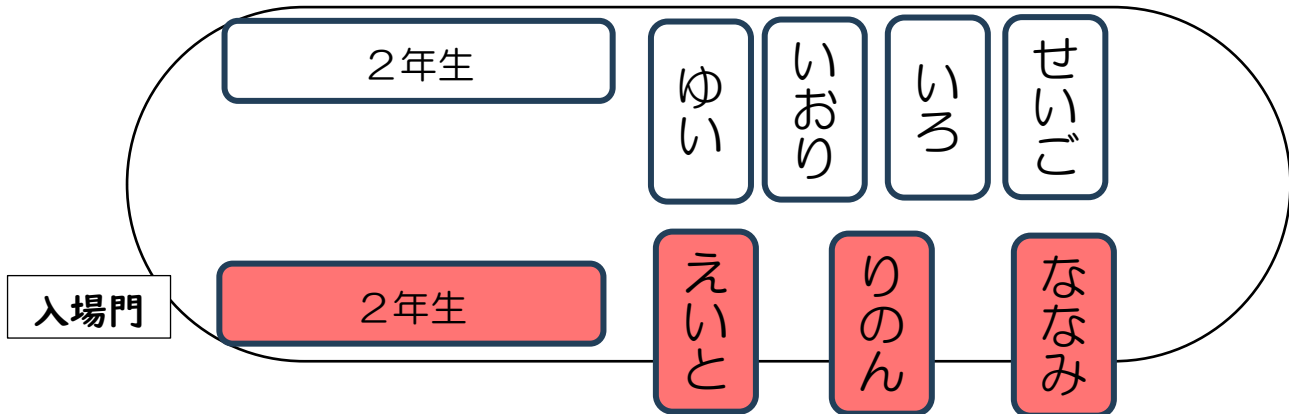 ２年生
ゆい
いおり
いろ
せいご
入場門
２年生
えいと
りのん
ななみ